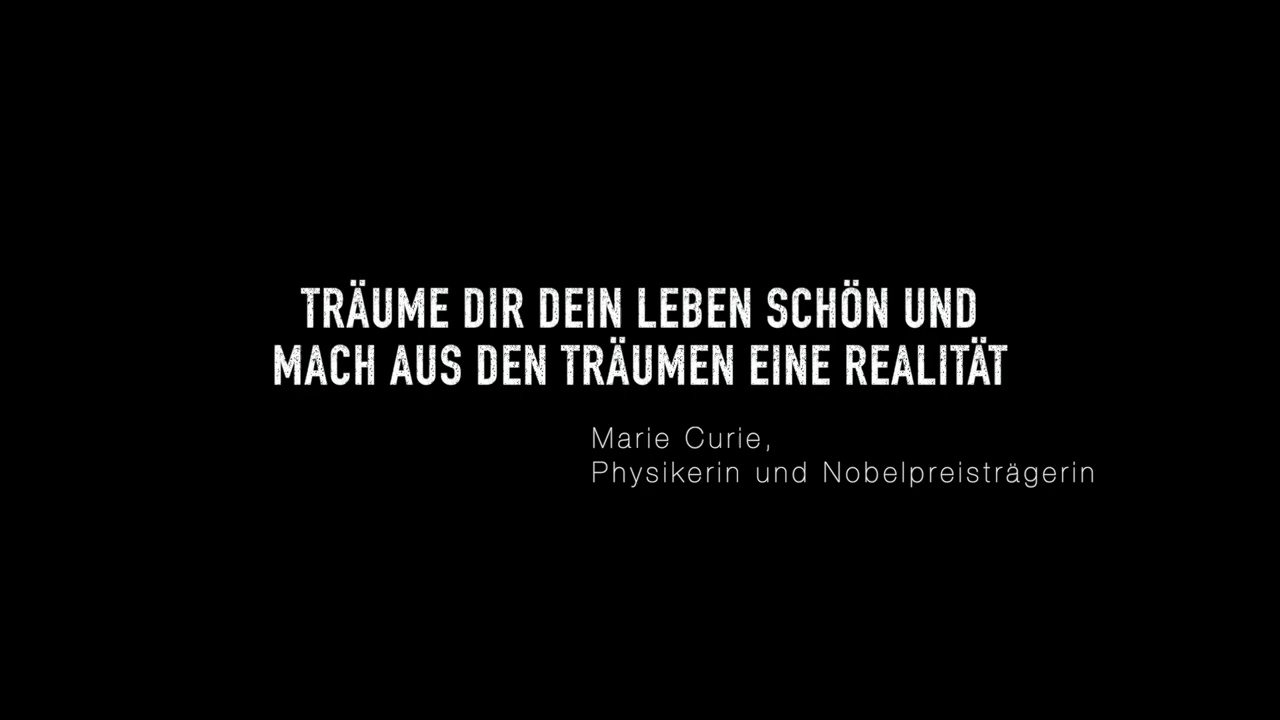 TRÄUME DIR DEIN LEBEN SCHÖN UND
MACH AUS DEN TRÄUMEN EINE REALITÄT
Marie Curie,
Physikerin und Nobelpreisträgerin